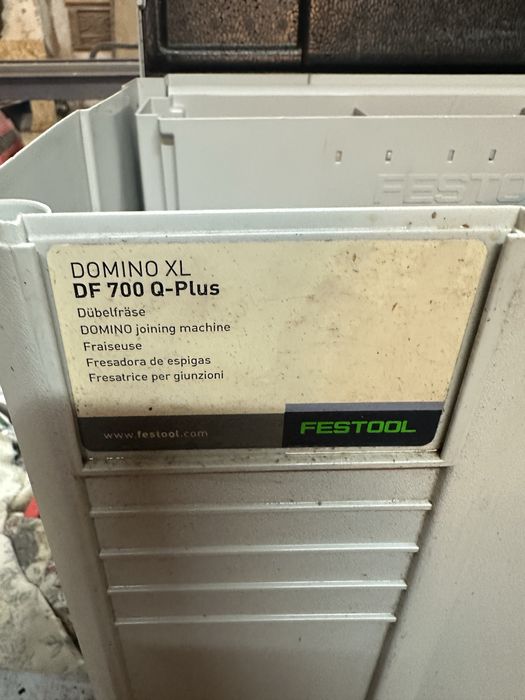 FESTO
DOMINO XL
DF 700 Q-Plus
Dübelfräse
DOMINO joining machine
Fraiseuse
Fresadora de espigas
Fresatrice per giunzioni
www.festool.com
FESTOOL